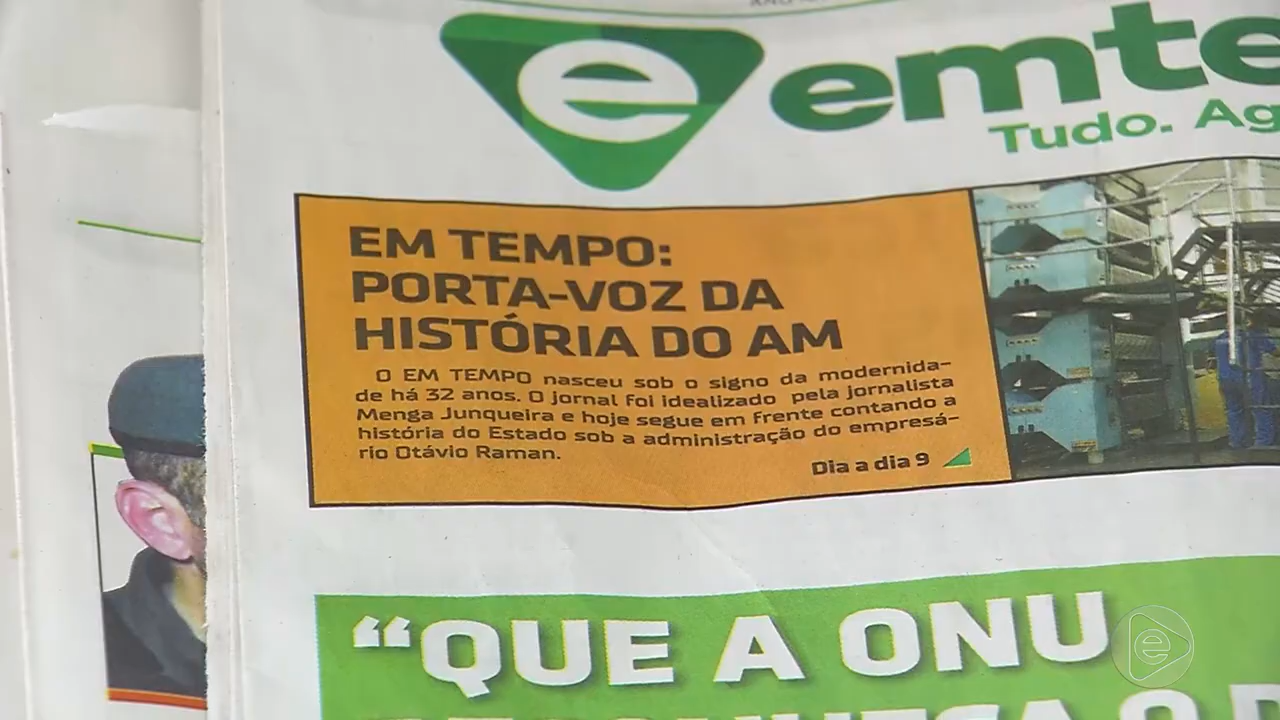 e emte
Tudo. Ag
EM TEMPO:
PORTA-VOZ DA
HISTÓRIA DO AM
O EM TEMPO nasceu sob o signo da modernida-
de há 32 anos. O jornal foi idealizado pela jornalista
Menga Junqueira e hoje segue em frente contando a
história do Estado sob a administração do empresá-
rio Otávio Raman.
Dia a dia 9
“QUE A ONU
e